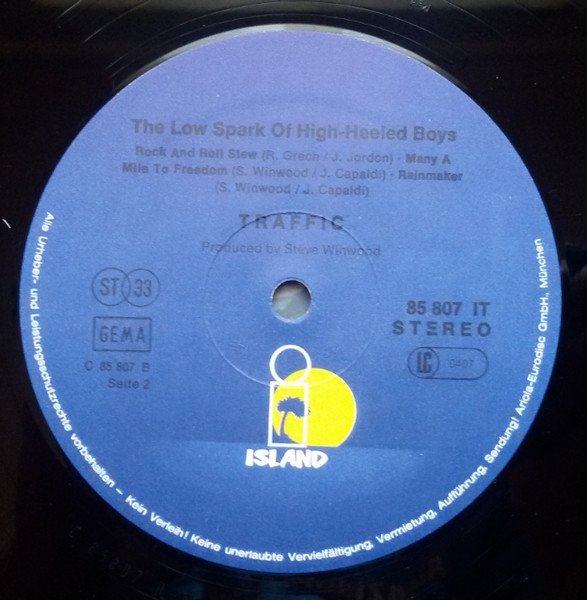 The Low Spark Of High-Heeled Boys
Rock And Roll Stew (R. Grech / J. Jordon) · Many A
Mile To Freedom (S. Winwood / J. Capaldi) · Rainmaker
(S. Winwood / J. Capaldi)
TRAFFIC
Produced by Steve Winwood
ST 33
GEMA
C 85 807 B
Seite 2
85 807 IT
STEREO
LC 0407
ISLAND
Alle Urheber- und Leistungsschutzrechte vorbehalten – Kein Verleih! Keine unerlaubte Vervielfältigung, Vermietung, Aufführung, Sendung! Ariola-Eurodisc GmbH, München